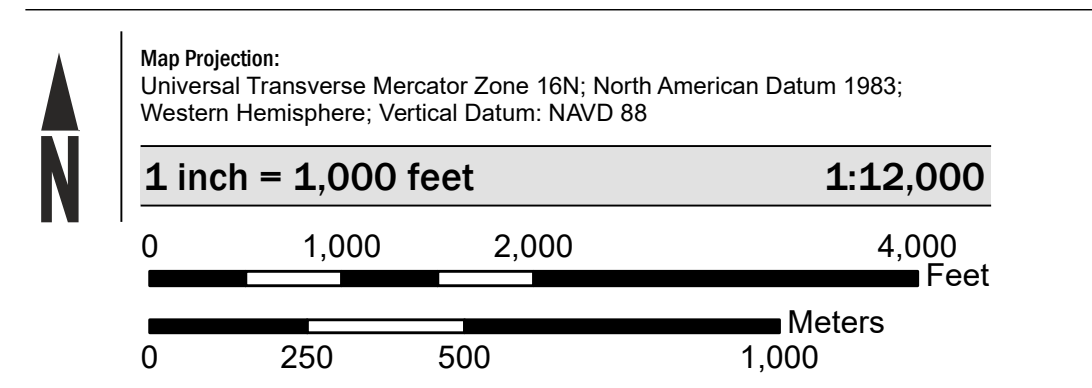 N
Map Projection:
Universal Transverse Mercator Zone 16N; North American Datum 1983;
Western Hemisphere; Vertical Datum: NAVD 88
1 inch = 1,000 feet 1:12,000
0 1,000 2,000 4,000
Feet
Meters
0 250 500 1,000